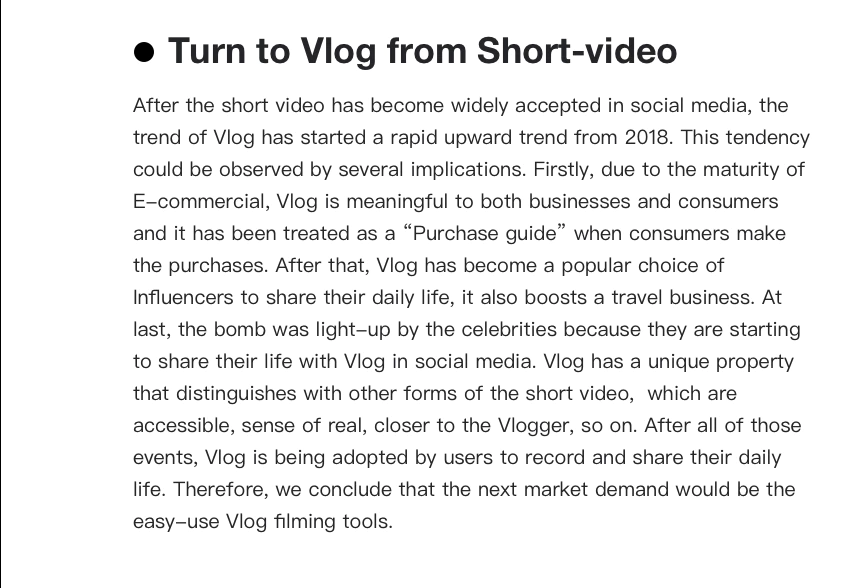 ● Turn to Vlog from Short-video
After the short video has become widely accepted in social media, the
trend of Vlog has started a rapid upward trend from 2018. This tendency
could be observed by several implications. Firstly, due to the maturity of
E–commercial, Vlog is meaningful to both businesses and consumers
and it has been treated as a “Purchase guide” when consumers make
the purchases. After that, Vlog has become a popular choice of
Influencers to share their daily life, it also boosts a travel business. At
last, the bomb was light–up by the celebrities because they are starting
to share their life with Vlog in social media. Vlog has a unique property
that distinguishes with other forms of the short video,  which are
accessible, sense of real, closer to the Vlogger, so on. After all of those
events, Vlog is being adopted by users to record and share their daily
life. Therefore, we conclude that the next market demand would be the
easy–use Vlog filming tools.